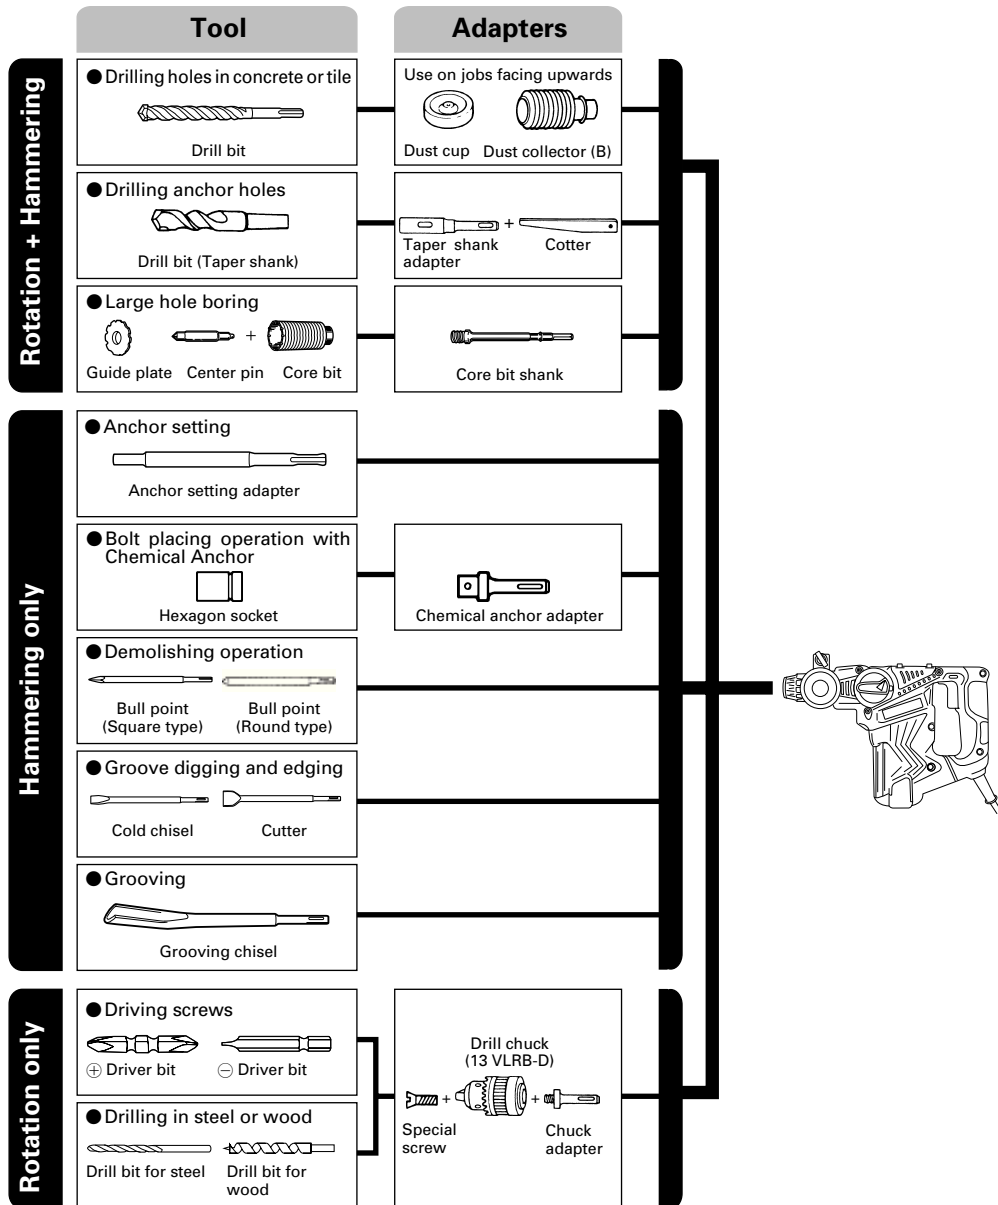 Tool
Adapters
Rotation + Hammering
● Drilling holes in concrete or tile
Drill bit
Use on jobs facing upwards
Dust cup
Dust collector (B)
● Drilling anchor holes
Drill bit (Taper shank)
+
Taper shank
adapter
Cotter
● Large hole boring
+
Guide plate
Center pin
Core bit
Core bit shank
Hammering only
● Anchor setting
Anchor setting adapter
● Bolt placing operation with
Chemical Anchor
Hexagon socket
Chemical anchor adapter
● Demolishing operation
Bull point
(Square type)
Bull point
(Round type)
● Groove digging and edging
Cold chisel
Cutter
● Grooving
Grooving chisel
Rotation only
● Driving screws
⊕ Driver bit
⊖ Driver bit
● Drilling in steel or wood
Drill bit for steel
Drill bit for
wood
Drill chuck
(13 VLRB-D)
+ +
Special
screw
Chuck
adapter